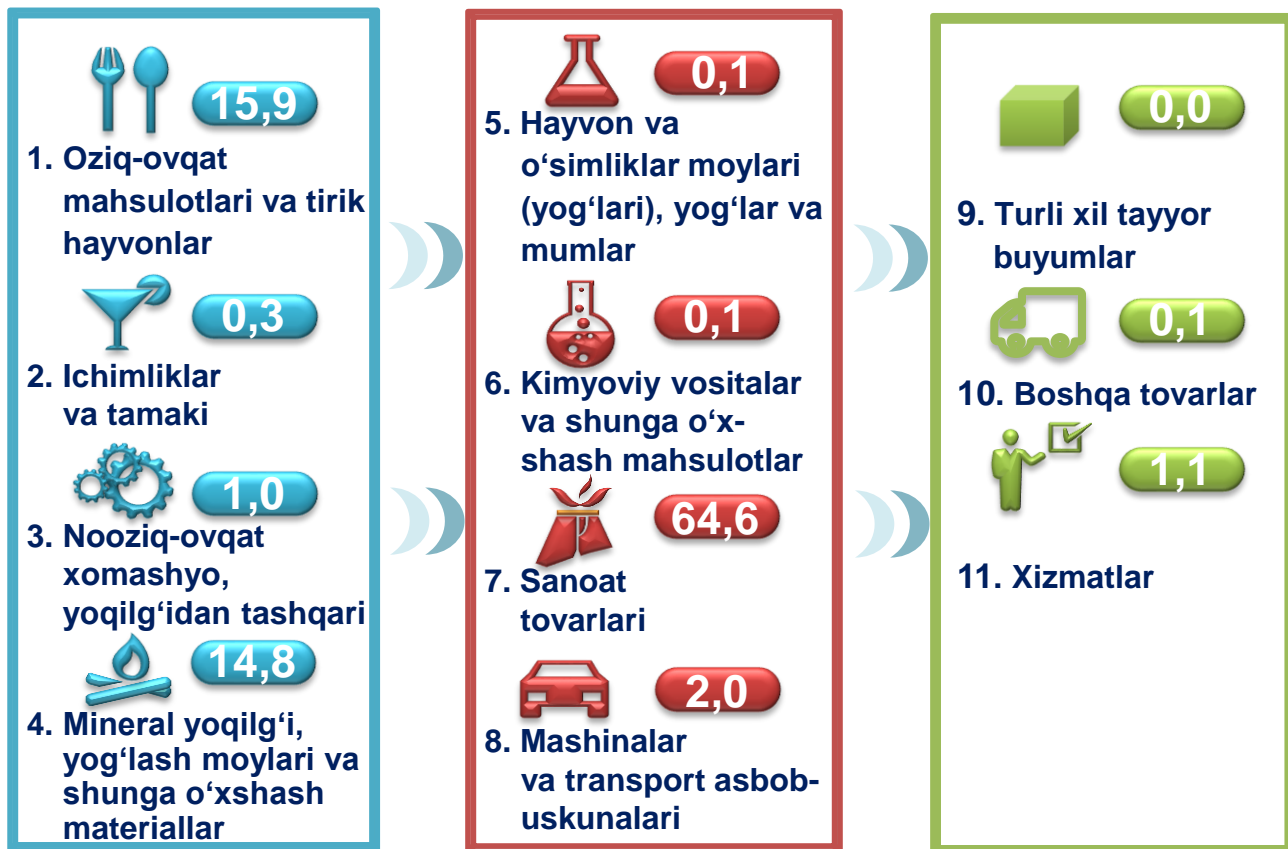 15,9
1. Oziq-ovqat
mahsulotlari va tirik
hayvonlar
0,3
2. Ichimliklar
va tamaki
1,0
3. Nooziq-ovqat
xomashyo,
yoqilg‘idan tashqari
14,8
4. Mineral yoqilg‘i,
yog‘lash moylari va
shunga o‘xshash
materiallar
0,1
5. Hayvon va
o‘simliklar moylari
(yog‘lari), yog‘lar va
mumlar
0,1
6. Kimyoviy vositalar
va shunga o‘x-
shash mahsulotlar
64,6
7. Sanoat
tovarlari
2,0
8. Mashinalar
va transport asbob-
uskunalari
0,0
9. Turli xil tayyor
buyumlar
0,1
10. Boshqa tovarlar
1,1
11. Xizmatlar